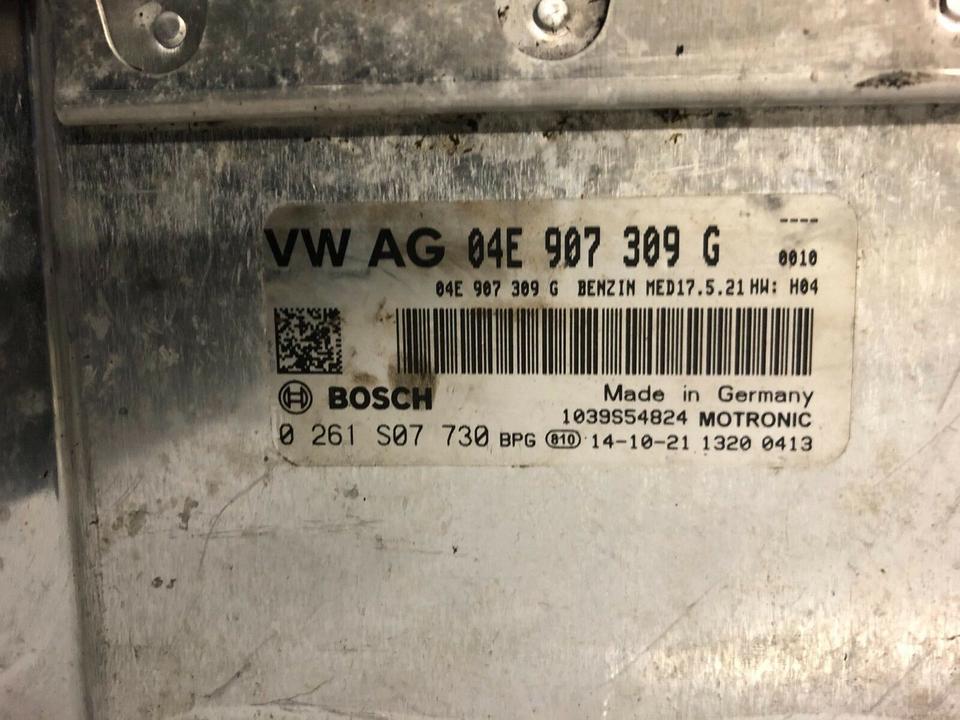 ----
VW AG 04E 907 309 G 0010
04E 907 309 G BENZIN MED17.5.21 HW: H04
BOSCH Made in Germany
1039S54824 MOTRONIC
0 261 S07 730 BPG 810 14-10-21 1320 0413